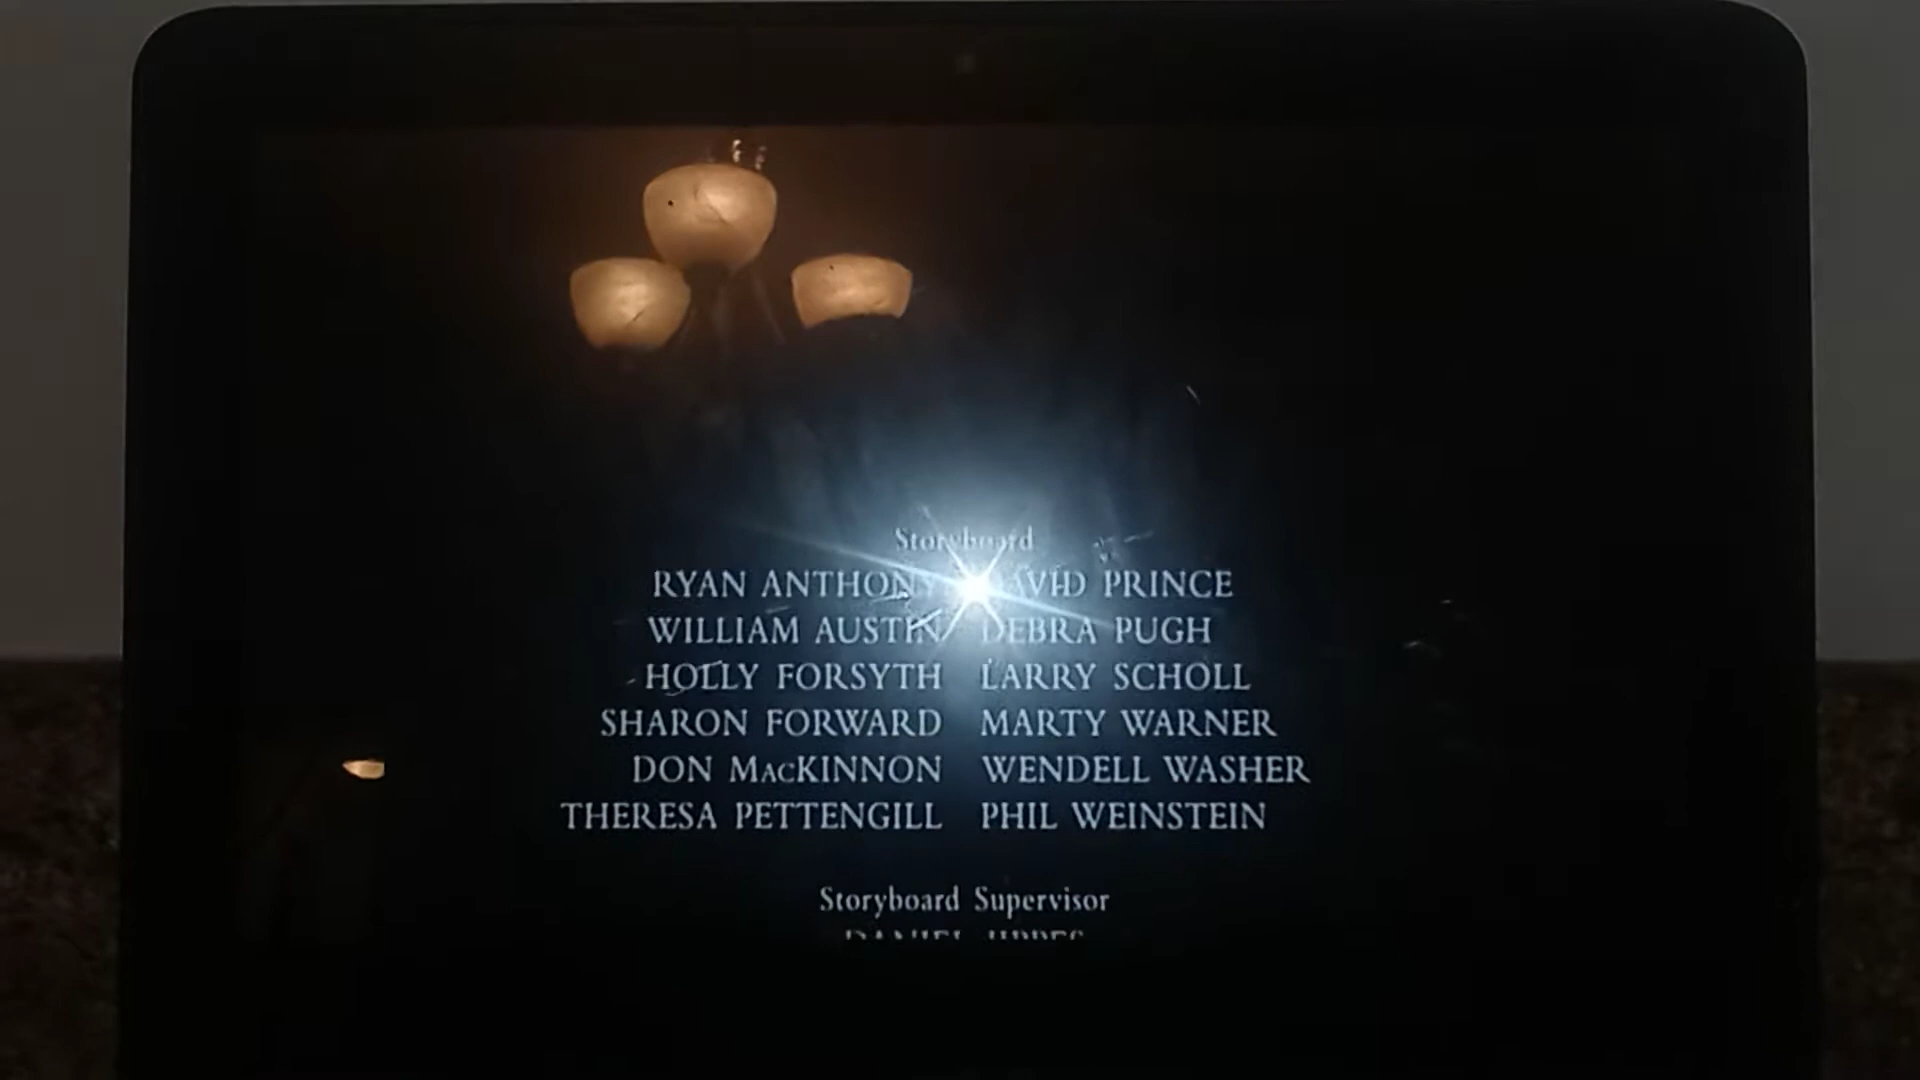 Storyboard
RYAN ANTHONY DAVID PRINCE
WILLIAM AUSTIN DEBRA PUGH
HOLLY FORSYTH LARRY SCHOLL
SHARON FORWARD MARTY WARNER
DON MACKINNON WENDELL WASHER
THERESA PETTENGILL PHIL WEINSTEIN
Storyboard Supervisor
DANIEL